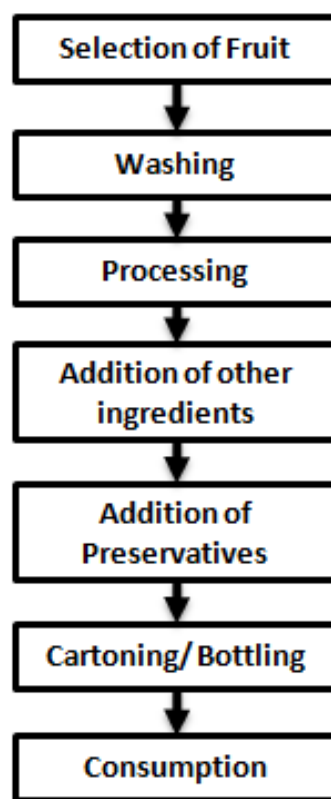 Selection of Fruit
Washing
Processing
Addition of other
ingredients
Addition of
Preservatives
Cartoning/ Bottling
Consumption